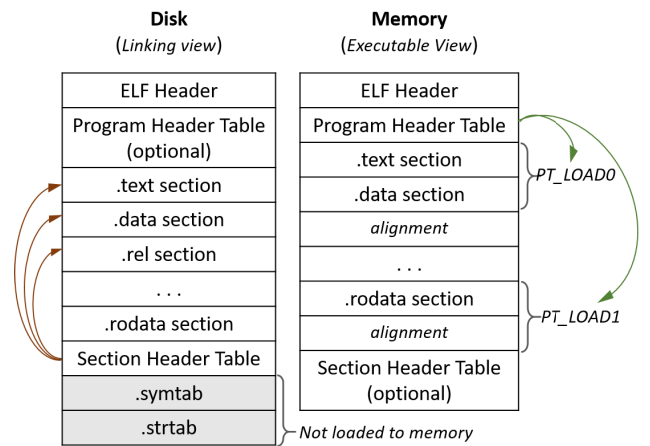 Disk
(Linking view)
ELF Header
Program Header Table
(optional)
.text section
.data section
.rel section
. . .
.rodata section
Section Header Table
.symtab
.strtab
Memory
(Executable View)
ELF Header
Program Header Table
.text section
.data section
alignment
. . .
.rodata section
alignment
Section Header Table
(optional)
PT_LOAD0
PT_LOAD1
Not loaded to memory